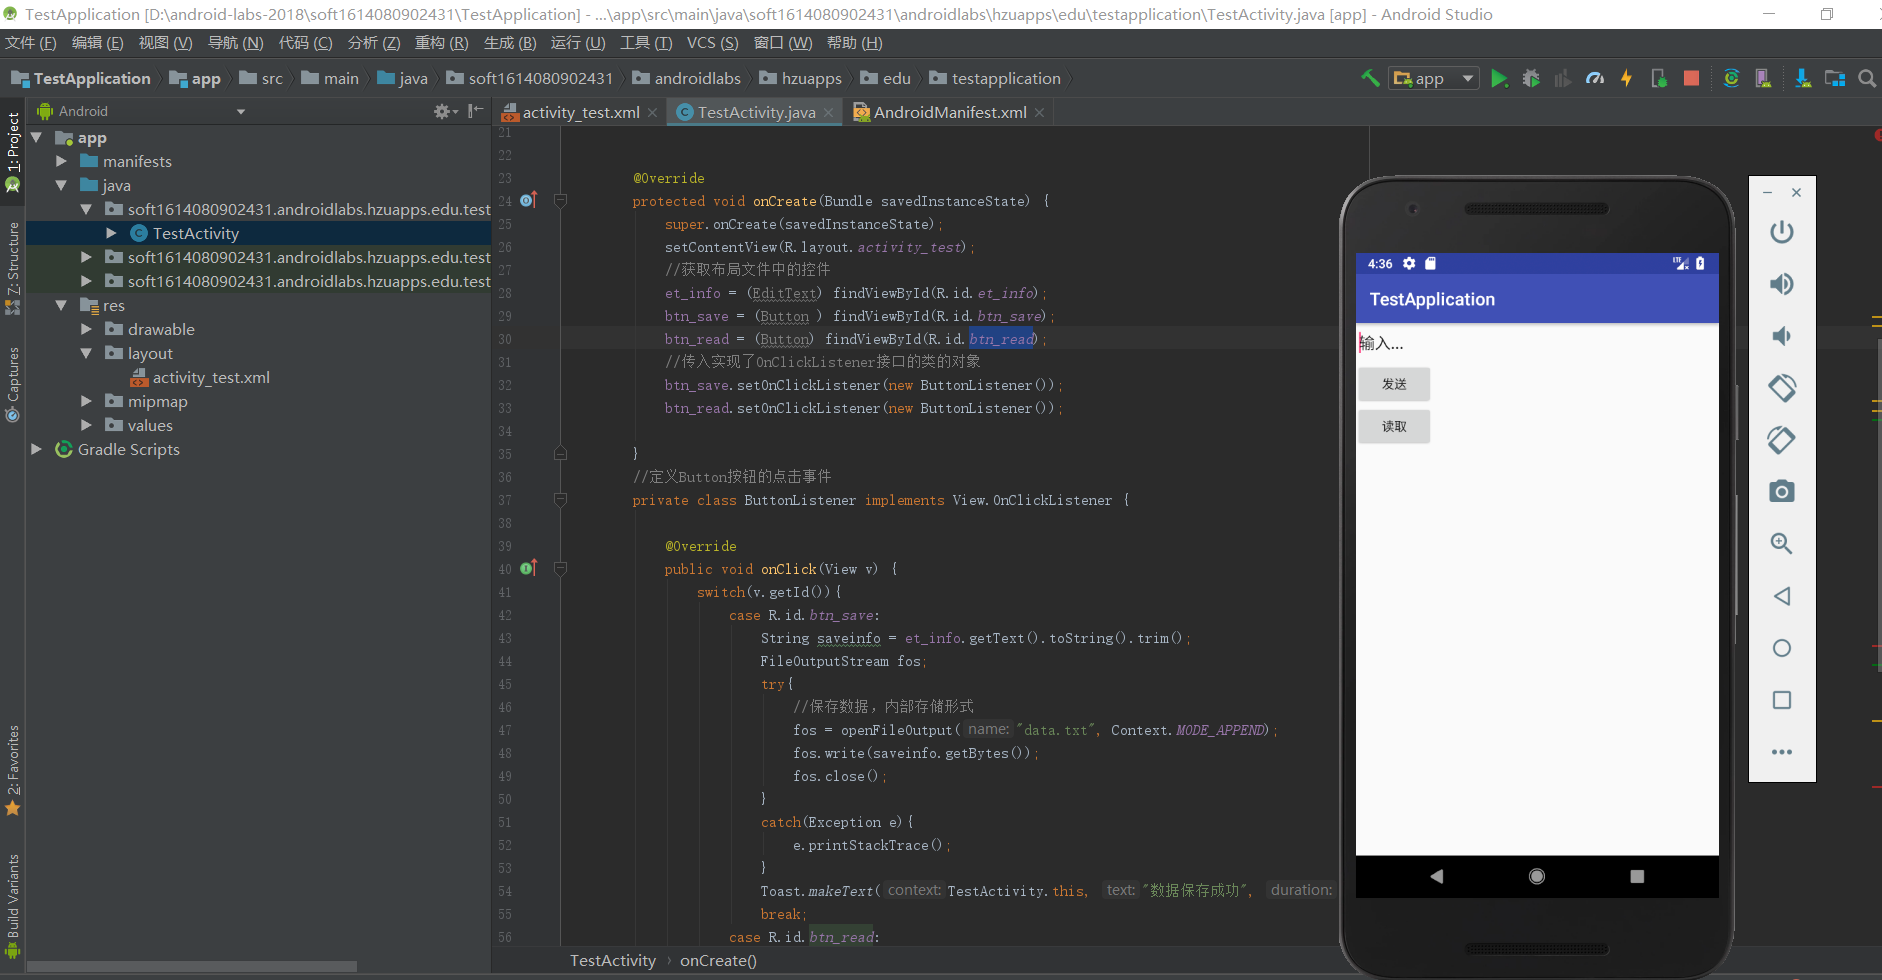 TestApplication [D:\android-labs-2018\soft1614080902431\TestApplication] - ...\app\src\main\java\soft1614080902431\androidlabs\hzuapps\edu\testapplication\TestActivity.java [app] - Android Studio
文件 (F) 编辑 (E) 视图 (V) 导航 (N) 代码 (C) 分析 (Z) 重构 (R) 生成 (B) 运行 (U) 工具 (T) VCS (S) 窗口 (W) 帮助 (H)
TestApplication app src main java soft1614080902431 androidlabs hzuapps edu testapplication app
Android
activity_test.xml TestActivity.java AndroidManifest.xml
1: Project
Z: Structure
Captures
2: Favorites
Build Variants
app
manifests
java
soft1614080902431.androidlabs.hzuapps.edu.test
TestActivity
soft1614080902431.androidlabs.hzuapps.edu.test
soft1614080902431.androidlabs.hzuapps.edu.test
res
drawable
layout
activity_test.xml
mipmap
values
Gradle Scripts
21
22
23 @Override
24 protected void onCreate(Bundle savedInstanceState) {
25 super.onCreate(savedInstanceState);
26 setContentView(R.layout.activity_test);
27 //获取布局文件中的控件
28 et_info = (EditText) findViewById(R.id.et_info);
29 btn_save = (Button ) findViewById(R.id.btn_save);
30 btn_read = (Button) findViewById(R.id.btn_read);
31 //传入实现了OnClickListener接口的类的对象
32 btn_save.setOnClickListener(new ButtonListener());
33 btn_read.setOnClickListener(new ButtonListener());
34
35 }
36 //定义Button按钮的点击事件
37 private class ButtonListener implements View.OnClickListener {
38
39 @Override
40 public void onClick(View v) {
41 switch(v.getId()){
42 case R.id.btn_save:
43 String saveinfo = et_info.getText().toString().trim();
44 FileOutputStream fos;
45 try{
46 //保存数据，内部存储形式
47 fos = openFileOutput( name: "data.txt", Context.MODE_APPEND);
48 fos.write(saveinfo.getBytes());
49 fos.close();
50 }
51 catch(Exception e){
52 e.printStackTrace();
53 }
54 Toast.makeText( context: TestActivity.this, text: "数据保存成功", duration:
55 break;
56 case R.id.btn_read:
TestActivity › onCreate()
4:36 LTE
TestApplication
输入...
发送
读取